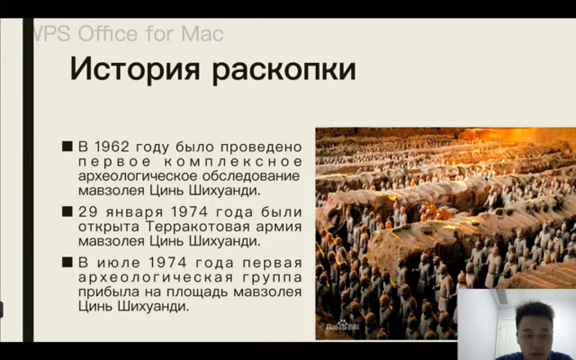 WPS Office for Mac
История раскопки
В 1962 году было проведено
первое комплексное
археологическое обследование
мавзолея Цинь Шихуанди.
29 января 1974 года были
открыта Терракотовая армия
мавзолея Цинь Шихуанди.
В июле 1974 года первая
археологическая группа
прибыла на площадь мавзолея
Цинь Шихуанди.